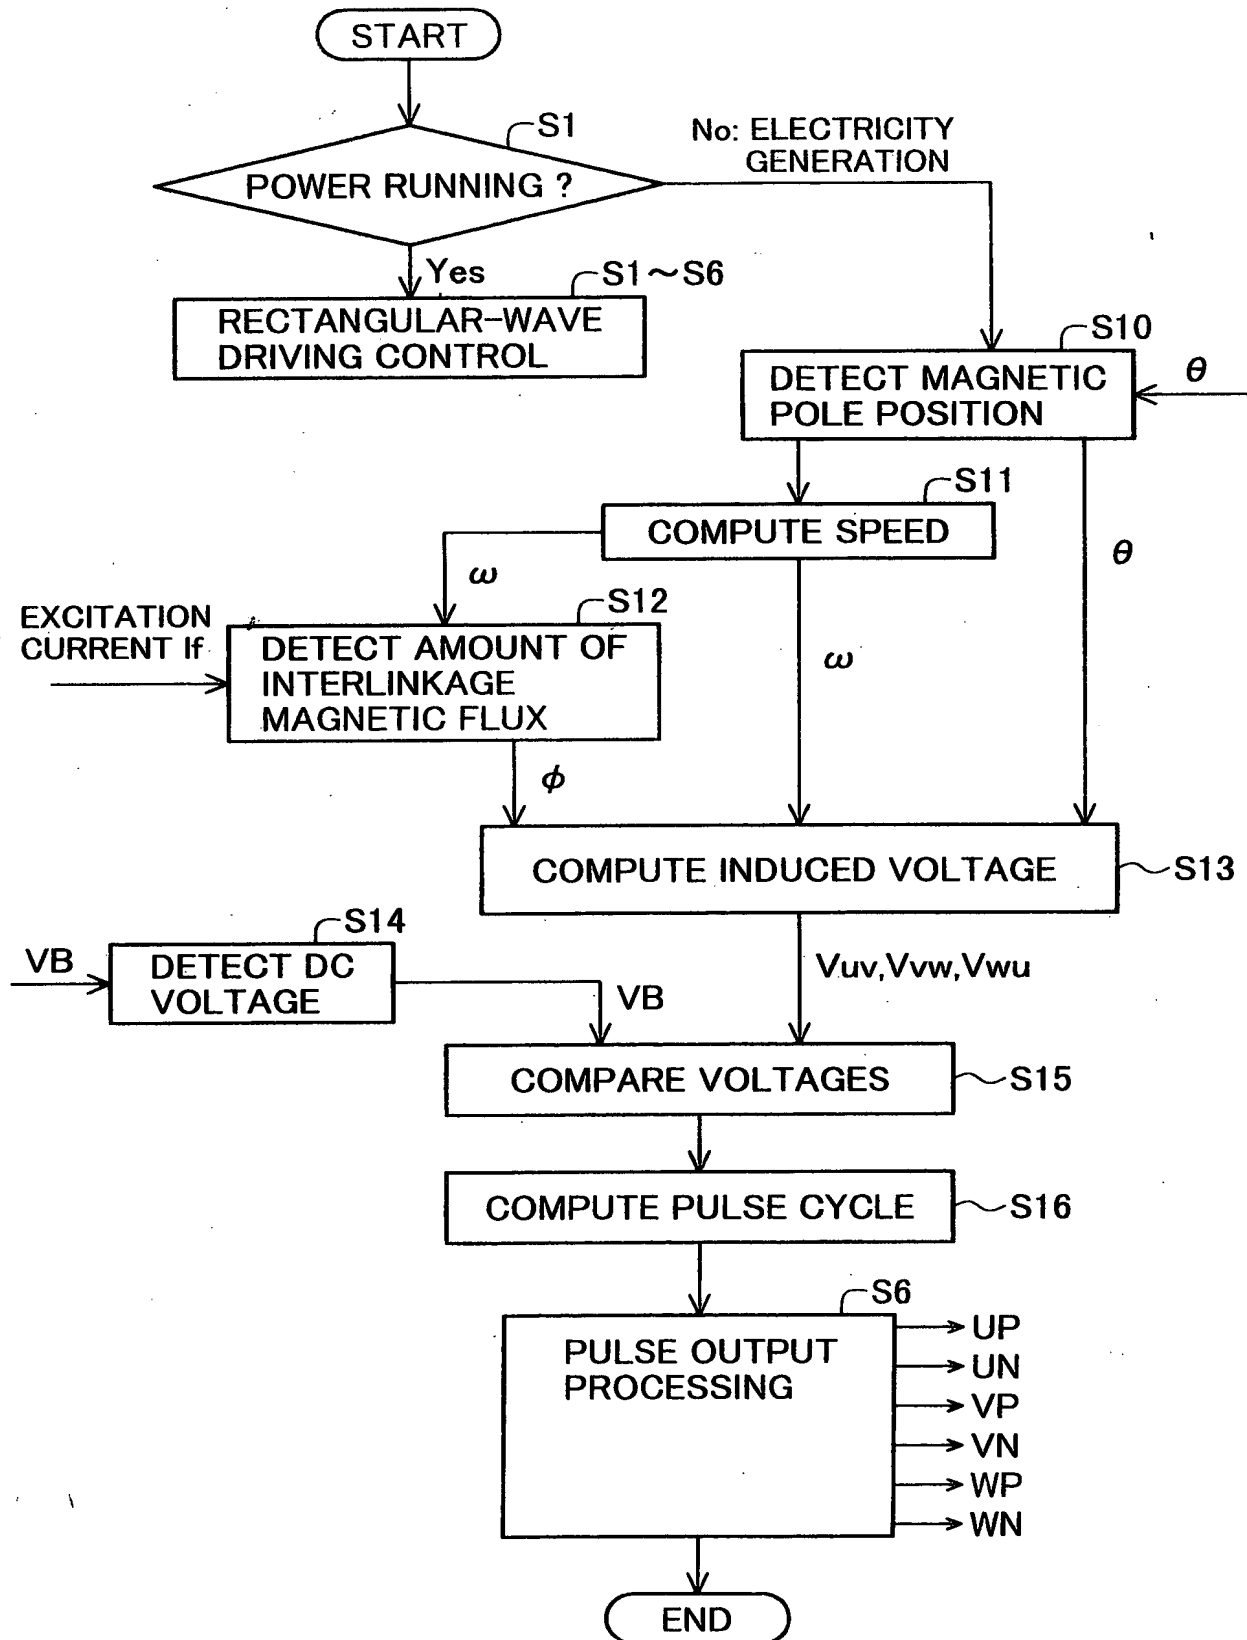 START
S1
No: ELECTRICITY
GENERATION
POWER RUNNING ?
Yes
S1～S6
RECTANGULAR-WAVE
DRIVING CONTROL
S10
DETECT MAGNETIC
POLE POSITION
θ
S11
COMPUTE SPEED
θ
ω
S12
EXCITATION
CURRENT If
DETECT AMOUNT OF
INTERLINKAGE
MAGNETIC FLUX
ω
ϕ
COMPUTE INDUCED VOLTAGE
S13
S14
VB
DETECT DC
VOLTAGE
VB
Vuv,Vvw,Vwu
COMPARE VOLTAGES
S15
COMPUTE PULSE CYCLE
S16
S6
PULSE OUTPUT
PROCESSING
UP
UN
VP
VN
WP
WN
END